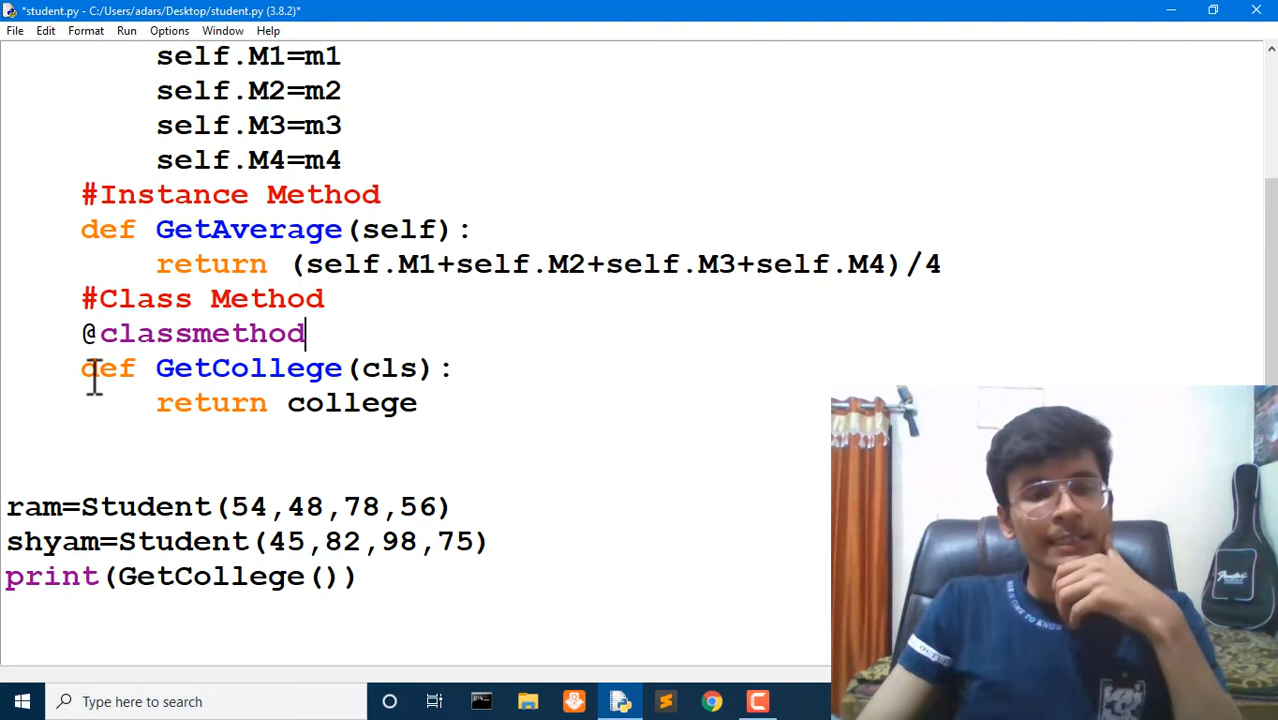 *student.py - C:/Users/adars/Desktop/student.py (3.8.2)*
File Edit Format Run Options Window Help
self.M1=m1
self.M2=m2
self.M3=m3
self.M4=m4
#Instance Method
def GetAverage(self):
return (self.M1+self.M2+self.M3+self.M4)/4
#Class Method
@classmethod
def GetCollege(cls):
return college
ram=Student(54,48,78,56)
shyam=Student(45,82,98,75)
print(GetCollege())
Fender
Type here to search